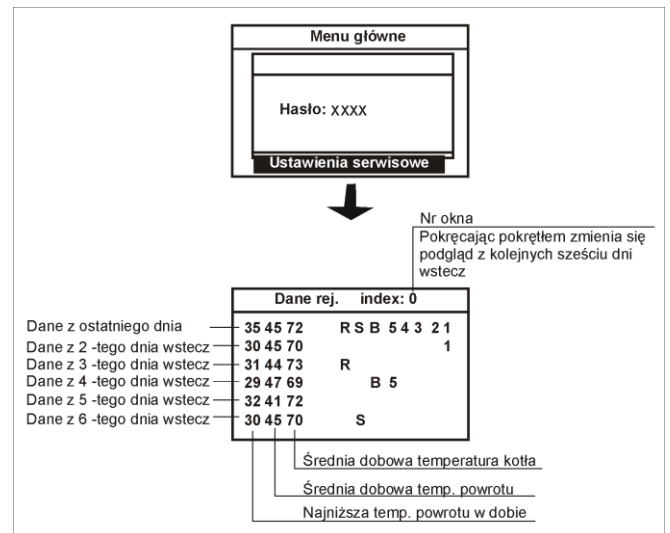 Menu główne
Hasło: XXXX
Ustawienia serwisowe
Nr okna
Pokręcając pokrętłem zmienia się
podgląd z kolejnych sześciu dni
wstecz
Dane rej. index: 0
Dane z ostatniego dnia 35 45 72 R S B 5 4 3 2 1
Dane z 2 -tego dnia wstecz 30 45 70 1
Dane z 3 -tego dnia wstecz 31 44 73 R
Dane z 4 -tego dnia wstecz 29 47 69 B 5
Dane z 5 -tego dnia wstecz 32 41 72
Dane z 6 -tego dnia wstecz 30 45 70 S
Średnia dobowa temperatura kotła
Średnia dobowa temp. powrotu
Najniższa temp. powrotu w dobie